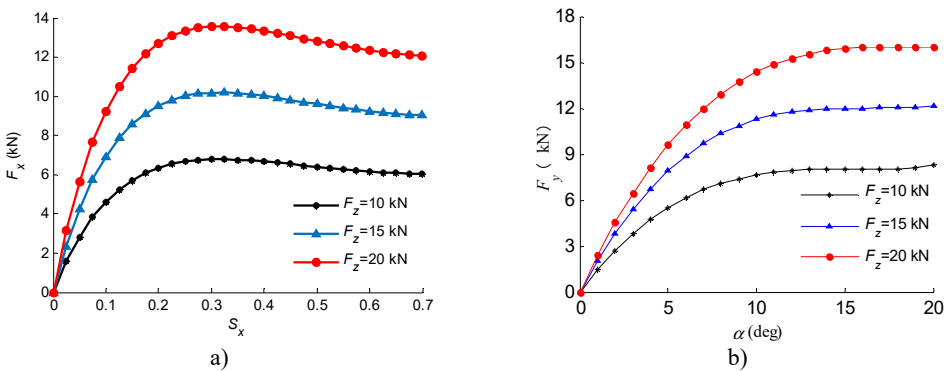 14
12
10
8
6
4
2
0
F_x (kN)
0 0.1 0.2 0.3 0.4 0.5 0.6 0.7
S_x
F_z=10 kN
F_z=15 kN
F_z=20 kN
a)
18
15
12
9
6
3
0
F_y ( kN)
0 5 10 15 20
α (deg)
F_z=10 kN
F_z=15 kN
F_z=20 kN
b)